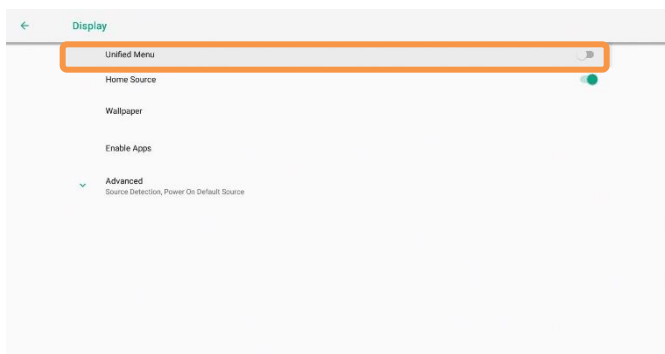 Display
Unified Menu
Home Source
Wallpaper
Enable Apps
Advanced
Source Detection, Power On Default Source